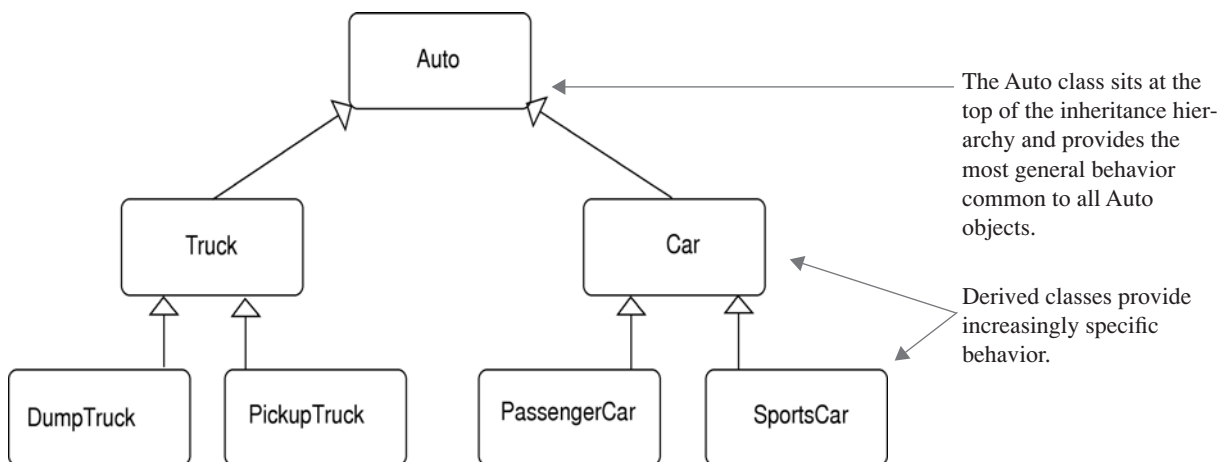 Auto
The Auto class sits at the
top of the inheritance hier-
archy and provides the
most general behavior
common to all Auto
objects.
Truck
Car
Derived classes provide
increasingly specific
behavior.
DumpTruck
PickupTruck
PassengerCar
SportsCar